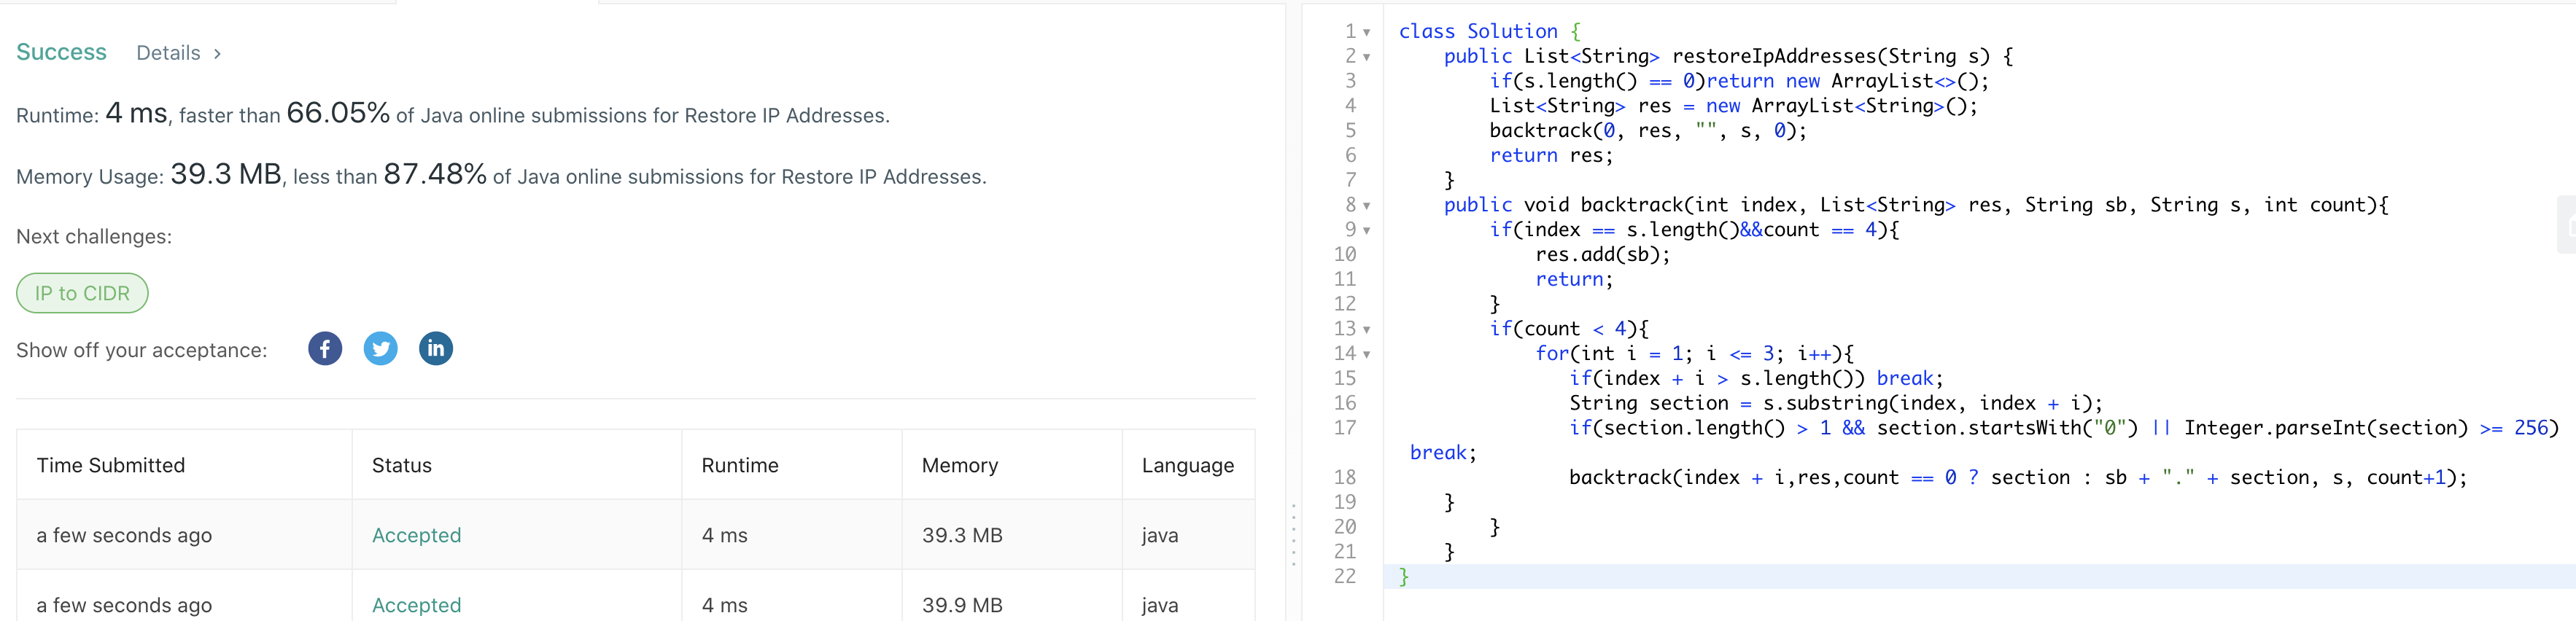 Success Details >
Runtime: 4 ms, faster than 66.05% of Java online submissions for Restore IP Addresses.
Memory Usage: 39.3 MB, less than 87.48% of Java online submissions for Restore IP Addresses.
Next challenges:
IP to CIDR
Show off your acceptance: f in
Time Submitted Status Runtime Memory Language
a few seconds ago Accepted 4 ms 39.3 MB java
a few seconds ago Accepted 4 ms 39.9 MB java
1 class Solution {
2     public List<String> restoreIpAddresses(String s) {
3         if(s.length() == 0)return new ArrayList<>();
4         List<String> res = new ArrayList<String>();
5         backtrack(0, res, "", s, 0);
6         return res;
7     }
8     public void backtrack(int index, List<String> res, String sb, String s, int count){
9         if(index == s.length()&&count == 4){
10             res.add(sb);
11             return;
12         }
13         if(count < 4){
14             for(int i = 1; i <= 3; i++){
15                if(index + i > s.length()) break;
16                String section = s.substring(index, index + i);
17                if(section.length() > 1 && section.startsWith("0") || Integer.parseInt(section) >= 256)
 break;
18                backtrack(index + i,res,count == 0 ? section : sb + "." + section, s, count+1);
19     }
20         }
21     }
22 }